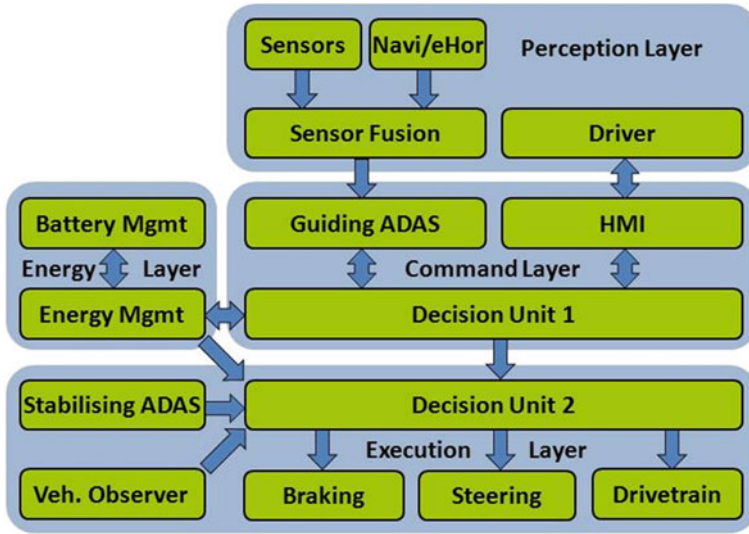 Sensors
Navi/eHor
Perception Layer
Sensor Fusion
Driver
Battery Mgmt
Guiding ADAS
HMI
Energy Layer
Command Layer
Energy Mgmt
Decision Unit 1
Stabilising ADAS
Decision Unit 2
Execution Layer
Veh. Observer
Braking
Steering
Drivetrain